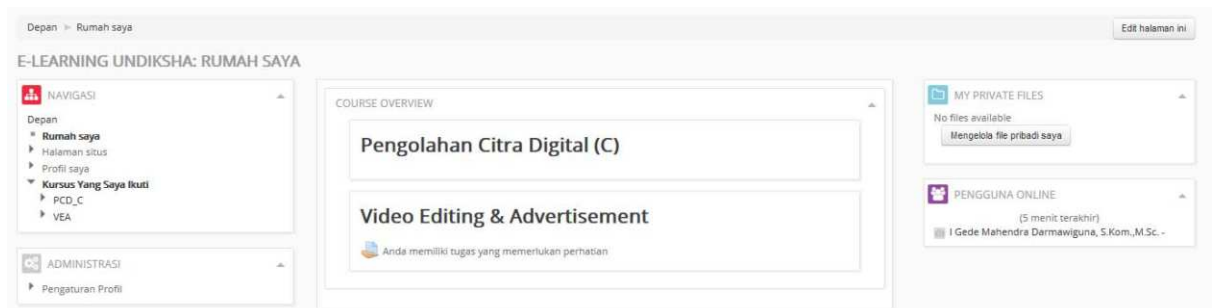 Depan ► Rumah saya
Edit halaman ini
E-LEARNING UNDIKSHA: RUMAH SAYA
NAVIGASI
Depan
Rumah saya
Halaman situs
Profil saya
Kursus Yang Saya Ikuti
PCD_C
VEA
ADMINISTRASI
Pengaturan Profil
COURSE OVERVIEW
Pengolahan Citra Digital (C)
Video Editing & Advertisement
Anda memiliki tugas yang memerlukan perhatian
MY PRIVATE FILES
No files available
Mengelola file pribadi saya
PENGGUNA ONLINE
(5 menit terakhir)
I Gede Mahendra Darmawiguna, S.Kom.,M.Sc. -